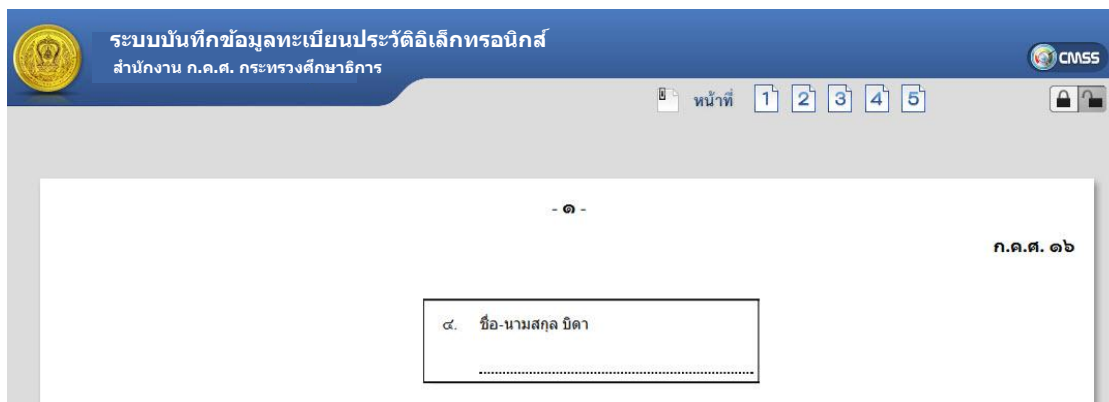 ระบบบันทึกข้อมูลทะเบียนประวัติอิเล็กทรอนิกส์
สำนักงาน ก.ค.ศ. กระทรวงศึกษาธิการ
CMSS
หน้าที่ 1 2 3 4 5
- ๑ -
ก.ค.ศ. ๑๖
๔. ชื่อ-นามสกุล บิดา